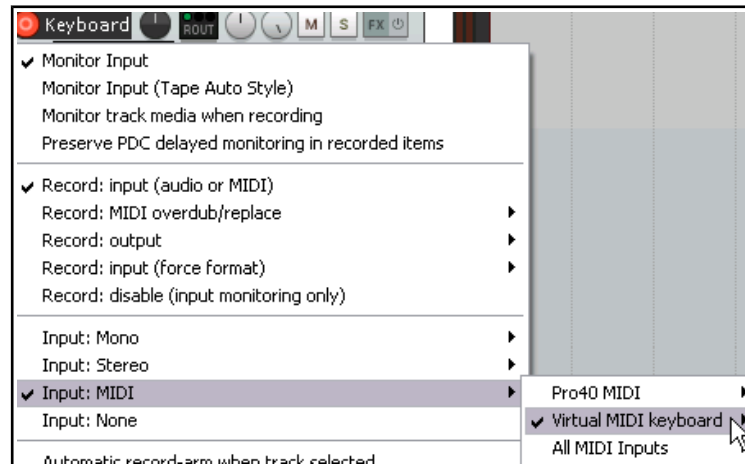 Keyboard ROUT M S FX
Monitor Input
Monitor Input (Tape Auto Style)
Monitor track media when recording
Preserve PDC delayed monitoring in recorded items
Record: input (audio or MIDI)
Record: MIDI overdub/replace
Record: output
Record: input (force format)
Record: disable (input monitoring only)
Input: Mono
Input: Stereo
Input: MIDI
Input: None
Automatic record-arm when track selected
Pro40 MIDI
Virtual MIDI keyboard
All MIDI Inputs